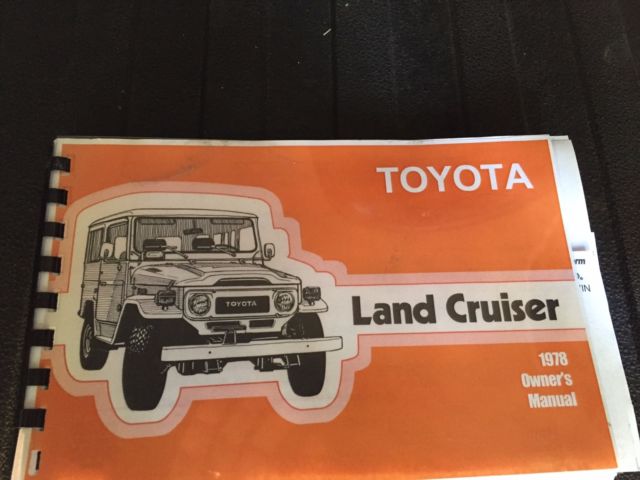 TOYOTA
TOYOTA
Land Cruiser
1978
Owner's
Manual